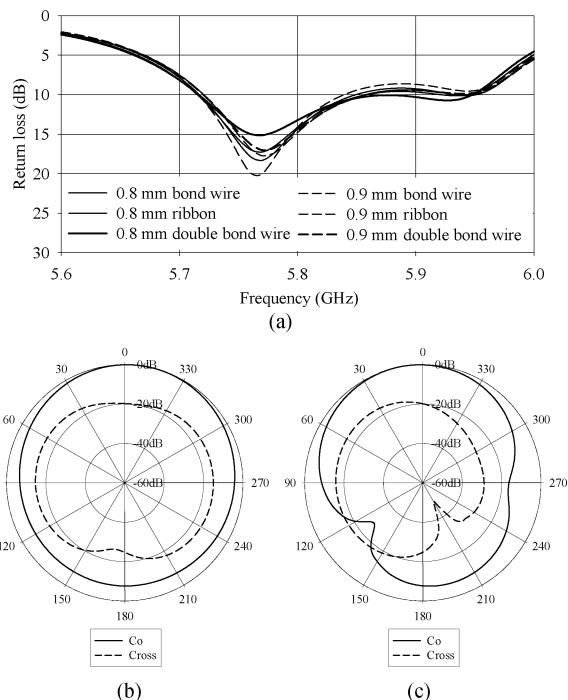 0
5
10
15
20
25
30
Return loss (dB)
0.8 mm bond wire
0.8 mm ribbon
0.8 mm double bond wire
0.9 mm bond wire
0.9 mm ribbon
0.9 mm double bond wire
5.6 5.7 5.8 5.9 6.0
Frequency (GHz)
(a)
0
30 330
60 300
270
120 240
150 210
180
-0dB
-20dB
-40dB
-60dB
Co
Cross
(b)
0
30 330
60 300
90 270
120 240
150 210
180
-0dB
-20dB
-40dB
-60dB
Co
Cross
(c)